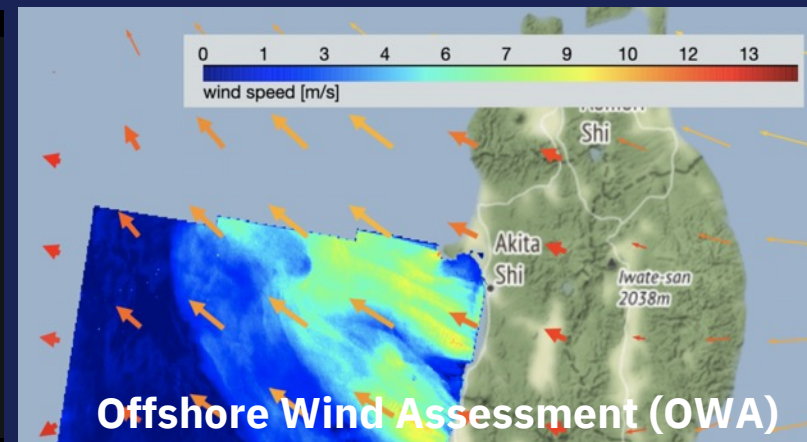 0 1 3 4 6 7 9 10 12 13
wind speed [m/s]
Shi
Akita
Shi
Iwate-san
2038m
Offshore Wind Assessment (OWA)